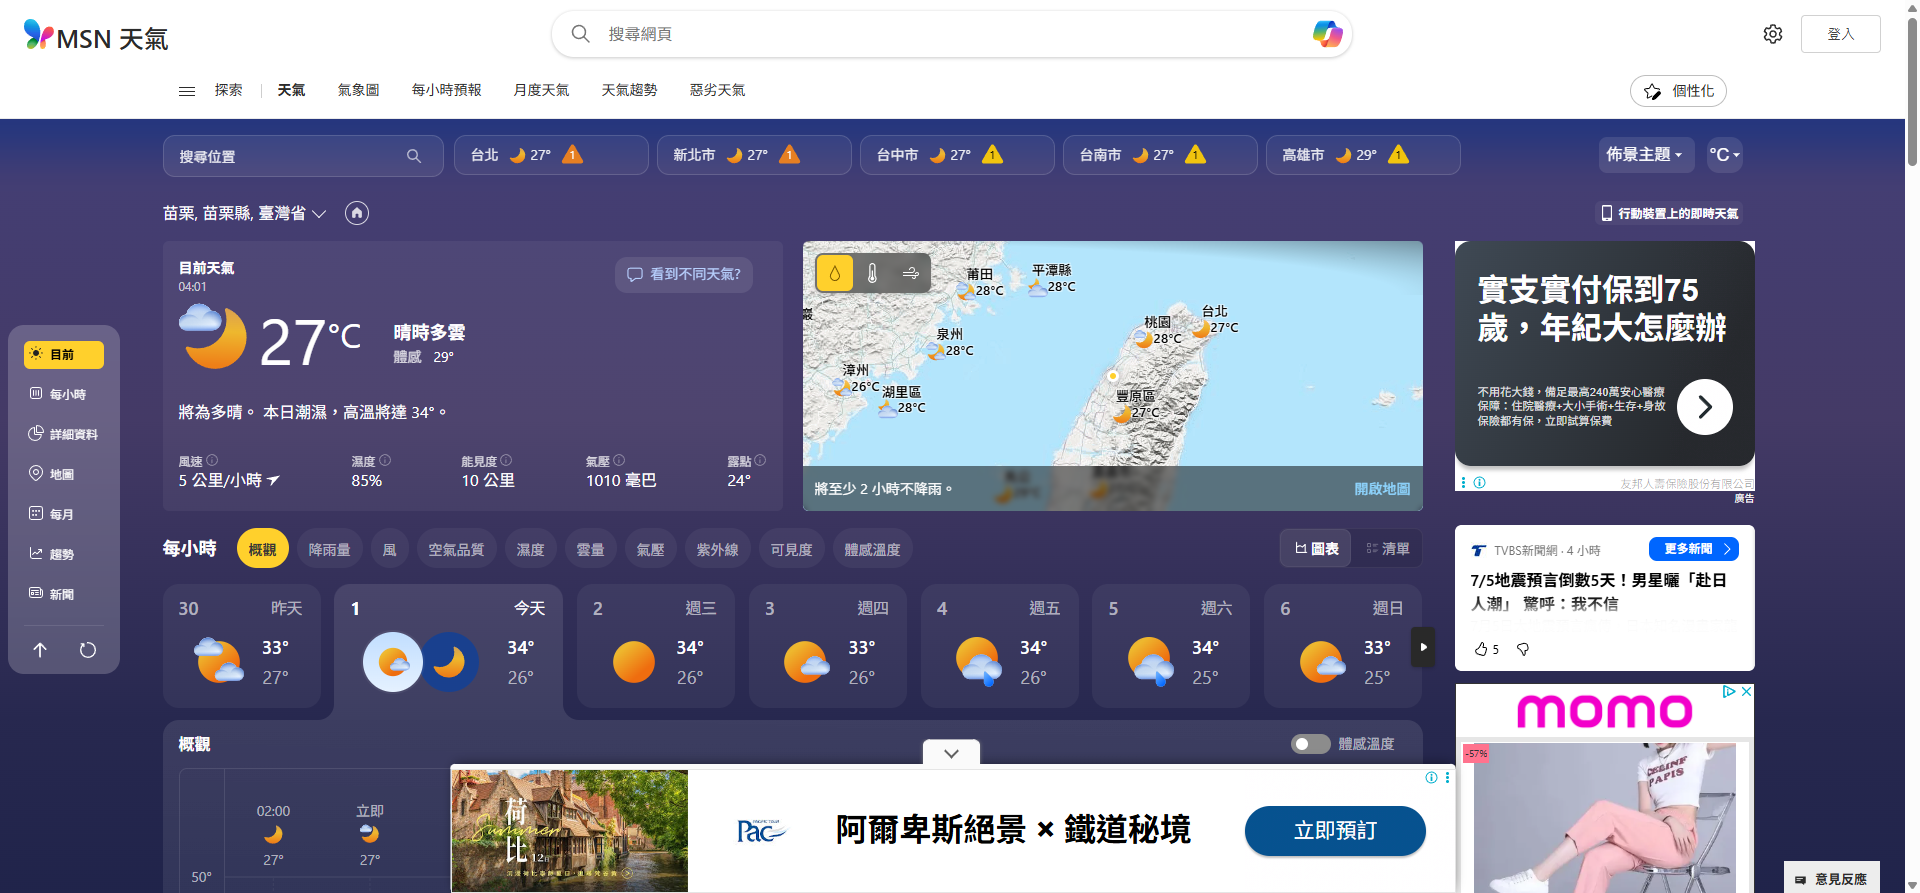 MSN 天氣
搜尋網頁
登入
探索
天氣
氣象圖
每小時預報
月度天氣
天氣趨勢
惡劣天氣
個性化
搜尋位置
台北 27° 1
新北市 27° 1
台中市 27° 1
台南市 27° 1
高雄市 29° 1
佈景主題
°C
苗栗, 苗栗縣, 臺灣省
行動裝置上的即時天氣
目前
每小時
詳細資料
地圖
每月
趨勢
新聞
目前天氣
04:01
看到不同天氣?
27°C
晴時多雲
體感 29°
將為多晴。 本日潮濕，高溫將達 34°。
風速
5 公里/小時
濕度
85%
能見度
10 公里
氣壓
1010 毫巴
露點
24°
莆田
28°C
平潭縣
28°C
泉州
28°C
漳州
26°C
湖里區
28°C
台北
27°C
桃園
28°C
豐原區
27°C
將至少 2 小時不降雨。
開啟地圖
實支實付保到75
歲，年紀大怎麼辦
不用花大錢，備足最高240萬安心醫療
保障：住院醫療+大小手術+生存+身故
保險都有保，立即試算保費
友邦人壽保險股份有限公司
廣告
每小時
概觀
降雨量
風
空氣品質
濕度
雲量
氣壓
紫外線
可見度
體感溫度
圖表
清單
30 昨天
33°
27°
1 今天
34°
26°
2 週三
34°
26°
3 週四
33°
26°
4 週五
34°
26°
5 週六
34°
25°
6 週日
33°
25°
TVBS新聞網 · 4 小時
更多新聞
7/5地震預言倒數5天！男星曬「赴日
人潮」 驚呼：我不信
5
momo
-57%
CELINE
PARIS
概觀
體感溫度
02:00
27°
立即
27°
50°
荷比
Summer
12日
PACIFIC TOUR
Pac
阿爾卑斯絕景 × 鐵道秘境
立即預訂
意見反應